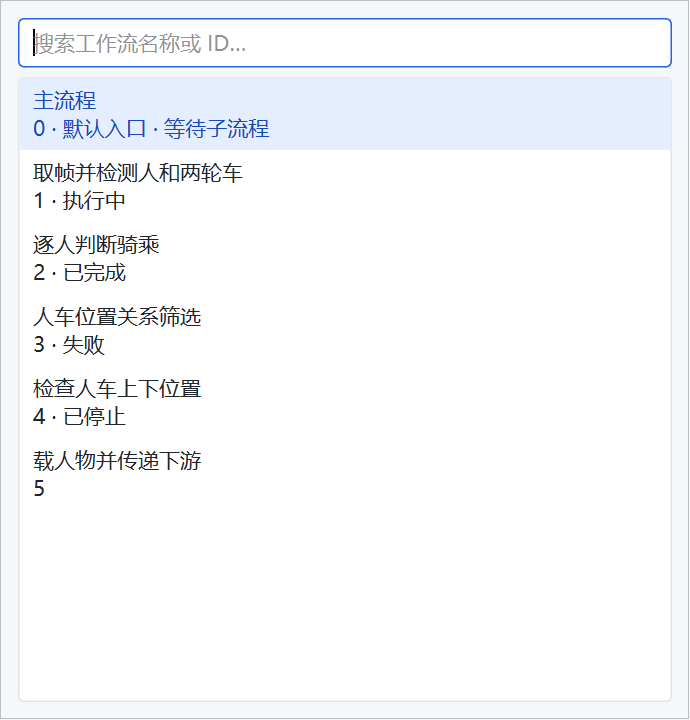 搜索工作流名称或 ID...
主流程
0 · 默认入口 · 等待子流程
取帧并检测人和两轮车
1 · 执行中
逐人判断骑乘
2 · 已完成
人车位置关系筛选
3 · 失败
检查人车上下位置
4 · 已停止
载人物并传递下游
5